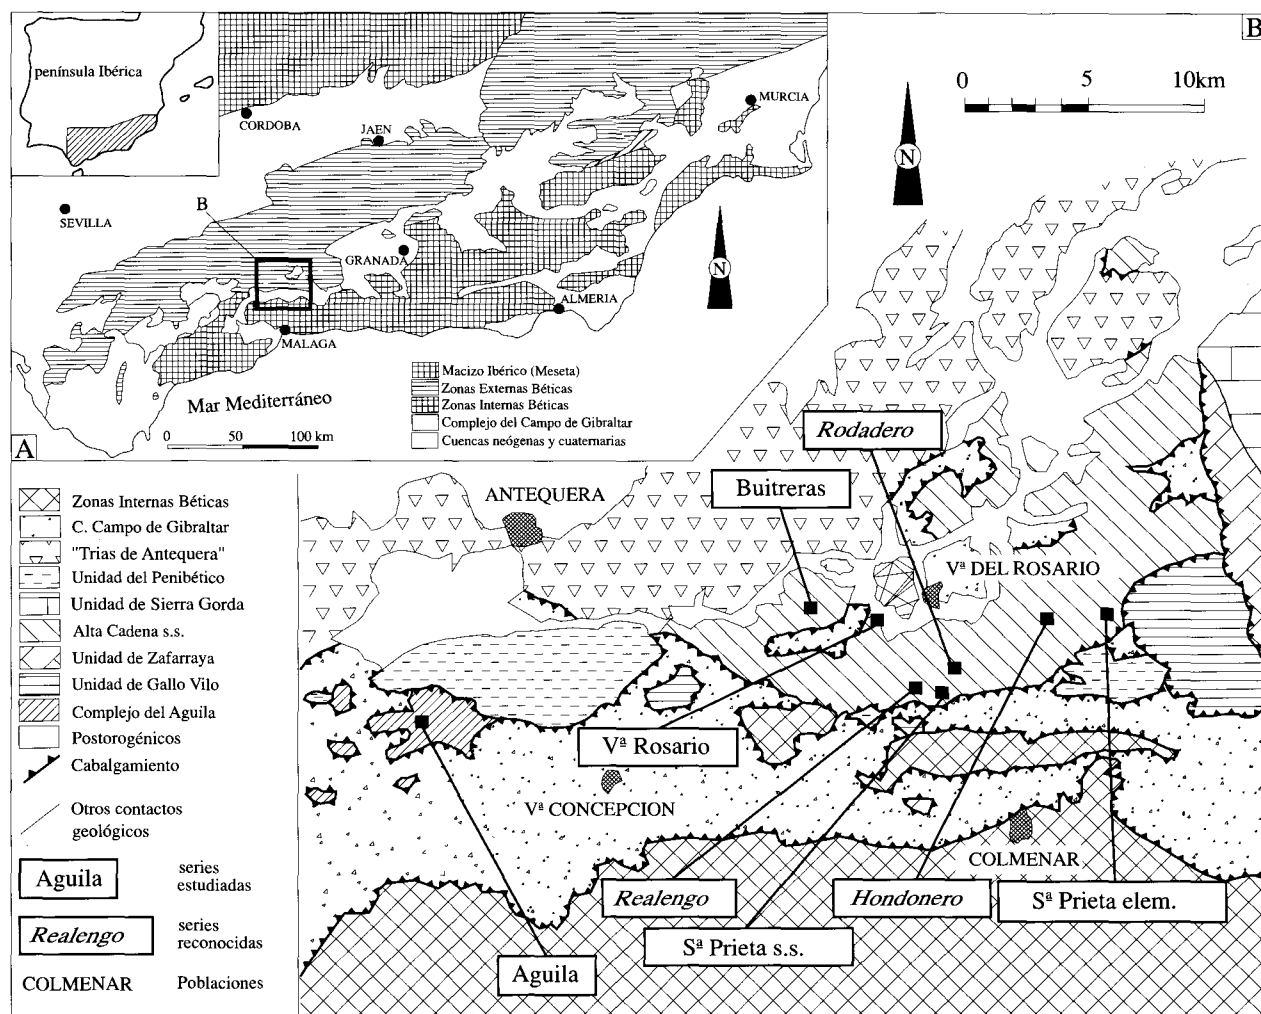 península Ibérica
CORDOBA
JAEN
MURCIA
SEVILLA
B
GRANADA
N
ALMERIA
MALAGA
Mar Mediterráneo
0 50 100 km
A
Macizo Ibérico (Meseta)
Zonas Externas Béticas
Zonas Internas Béticas
Complejo del Campo de Gibraltar
Cuencas neógenas y cuaternarias
B
0 5 10km
N
Zonas Internas Béticas
C. Campo de Gibraltar
"Trias de Antequera"
Unidad del Penibético
Unidad de Sierra Gorda
Alta Cadena s.s.
Unidad de Zafarraya
Unidad de Gallo Vilo
Complejo del Aguila
Postorogénicos
Cabalgamiento
Otros contactos
geológicos
Aguila
series
estudiadas
Realengo
series
reconocidas
COLMENAR
Poblaciones
Rodadero
Buitreras
ANTEQUERA
Vª DEL ROSARIO
Vª Rosario
Vª CONCEPCION
COLMENAR
Realengo
Hondonero
Sª Prieta elem.
Sª Prieta s.s.
Aguila